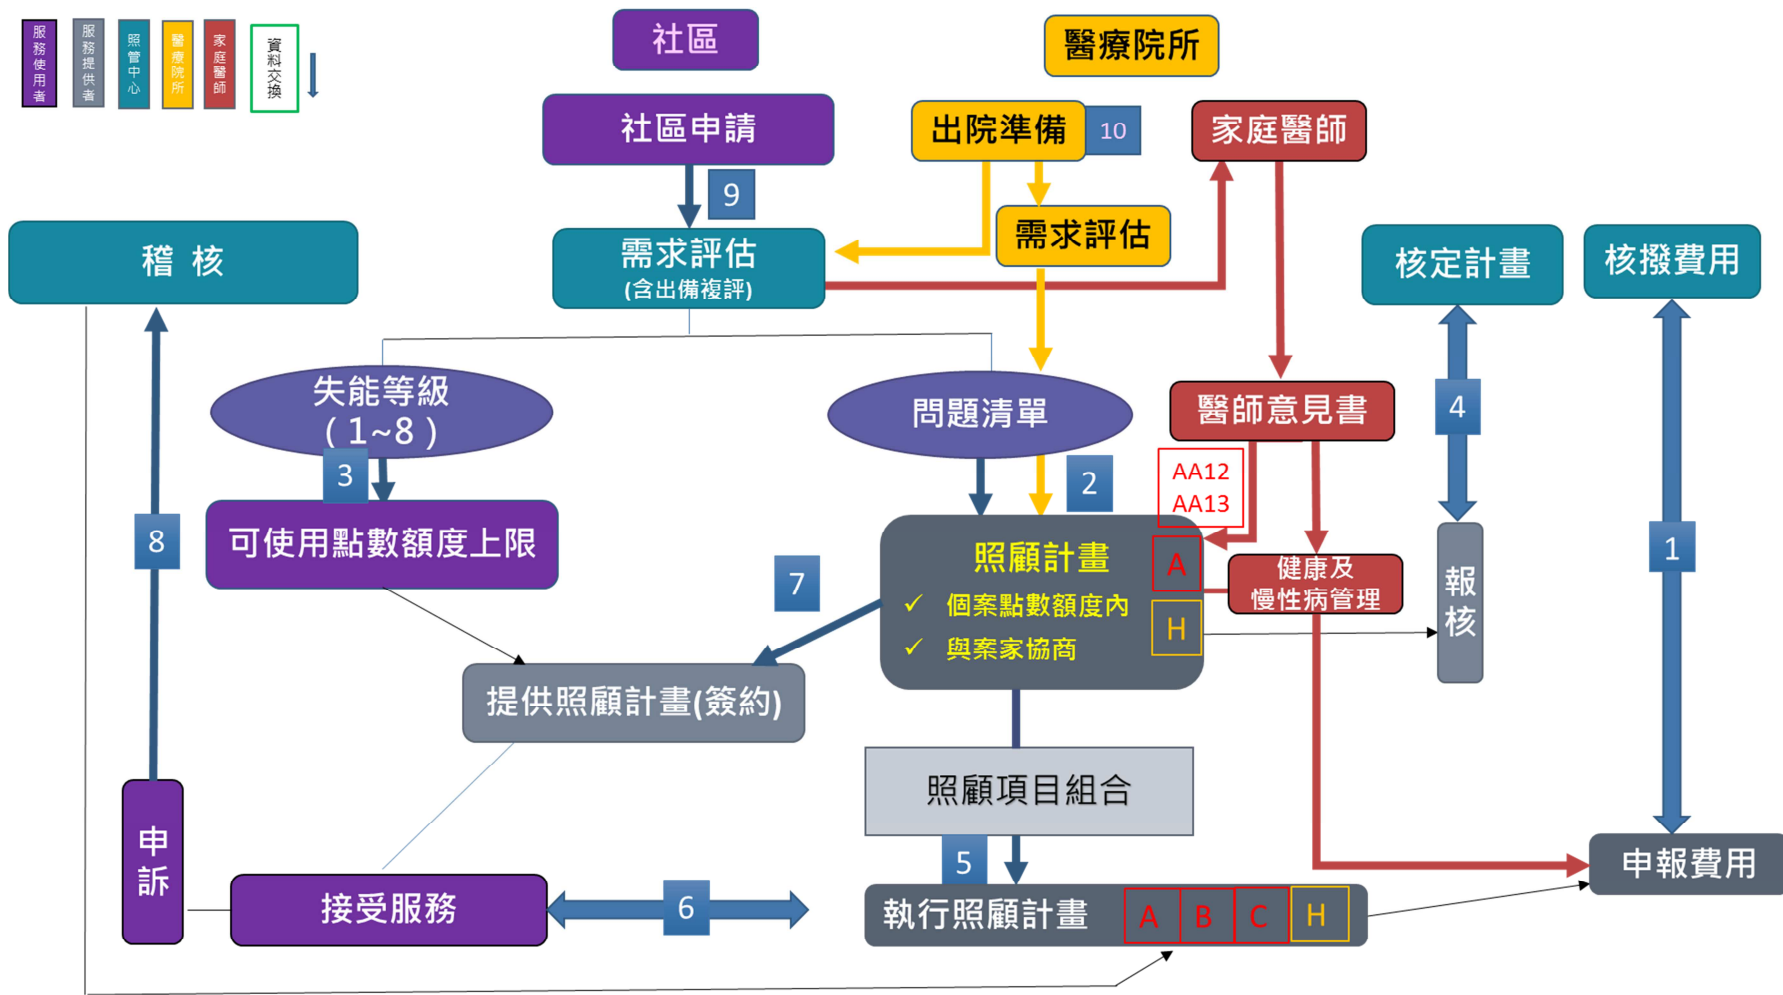 服務使用者
服務提供者
照管中心
醫療院所
家庭醫師
資料交換
社區
醫療院所
社區申請
出院準備
10
家庭醫師
9
需求評估
(含出備複評)
需求評估
稽核
核定計畫
核撥費用
失能等級
(1~8)
3
問題清單
2
醫師意見書
AA12
AA13
4
1
8
可使用點數額度上限
7
照顧計畫
✓ 個案點數額度內
✓ 與案家協商
A
H
健康及
慢性病管理
報核
提供照顧計畫(簽約)
照顧項目組合
申訴
5
申報費用
接受服務
6
執行照顧計畫
A
B
C
H